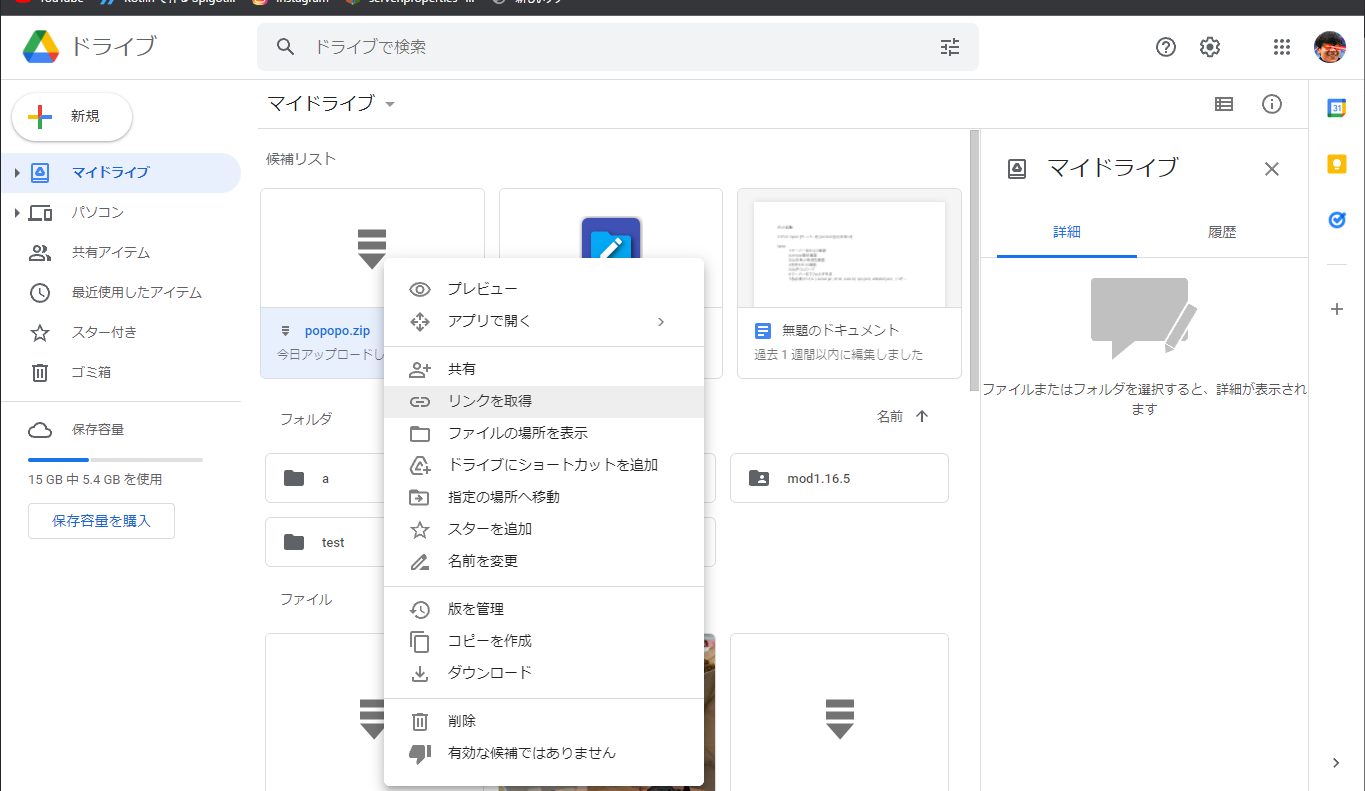 YouTube
Instagram
ドライブ
ドライブで検索
31
新規
マイドライブ
パソコン
共有アイテム
最近使用したアイテム
スター付き
ゴミ箱
保存容量
15 GB 中 5.4 GB を使用
保存容量を購入
マイドライブ
候補リスト
popopo.zip
今日アップロードし
無題のドキュメント
過去 1 週間以内に編集しました
フォルダ
名前
a
mod1.16.5
test
ファイル
プレビュー
アプリで開く
共有
リンクを取得
ファイルの場所を表示
ドライブにショートカットを追加
指定の場所へ移動
スターを追加
名前を変更
版を管理
コピーを作成
ダウンロード
削除
有効な候補ではありません
マイドライブ
詳細
履歴
ファイルまたはフォルダを選択すると、詳細が表示され
ます